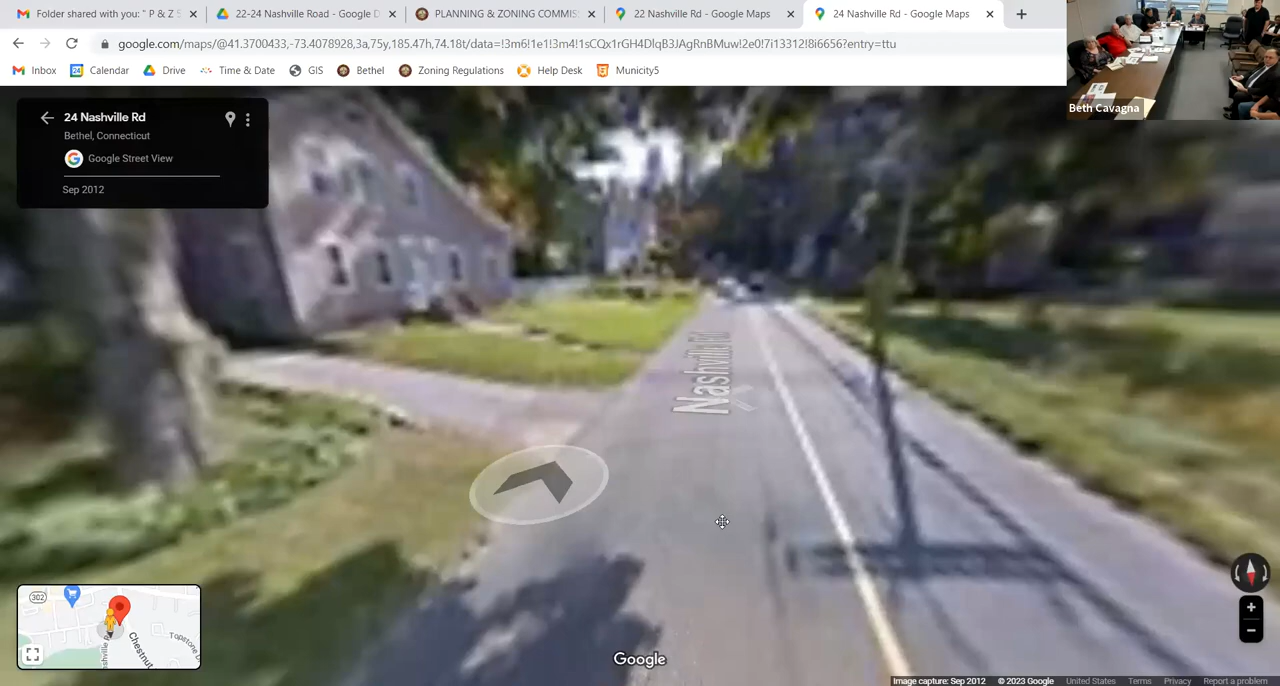 Folder shared with you: " P & Z S
22-24 Nashville Road - Google D
PLANNING & ZONING COMMIS
22 Nashville Rd - Google Maps
24 Nashville Rd - Google Maps
google.com/maps/@41.3700433,-73.4078928,3a,75y,185.47h,74.18t/data=!3m6!1e1!3m4!1sCQx1rGH4DlqB3JAgRnBMuw!2e0!7i13312!8i6656?entry=ttu
Inbox
Calendar
Drive
Time & Date
GIS
Bethel
Zoning Regulations
Help Desk
Municity5
Beth Cavagna
24 Nashville Rd
Bethel, Connecticut
Google Street View
Sep 2012
Nashville Rd
302
Chestnut
Topstone
Nashville
Google
Image capture: Sep 2012 © 2023 Google United States Terms Privacy Report a problem